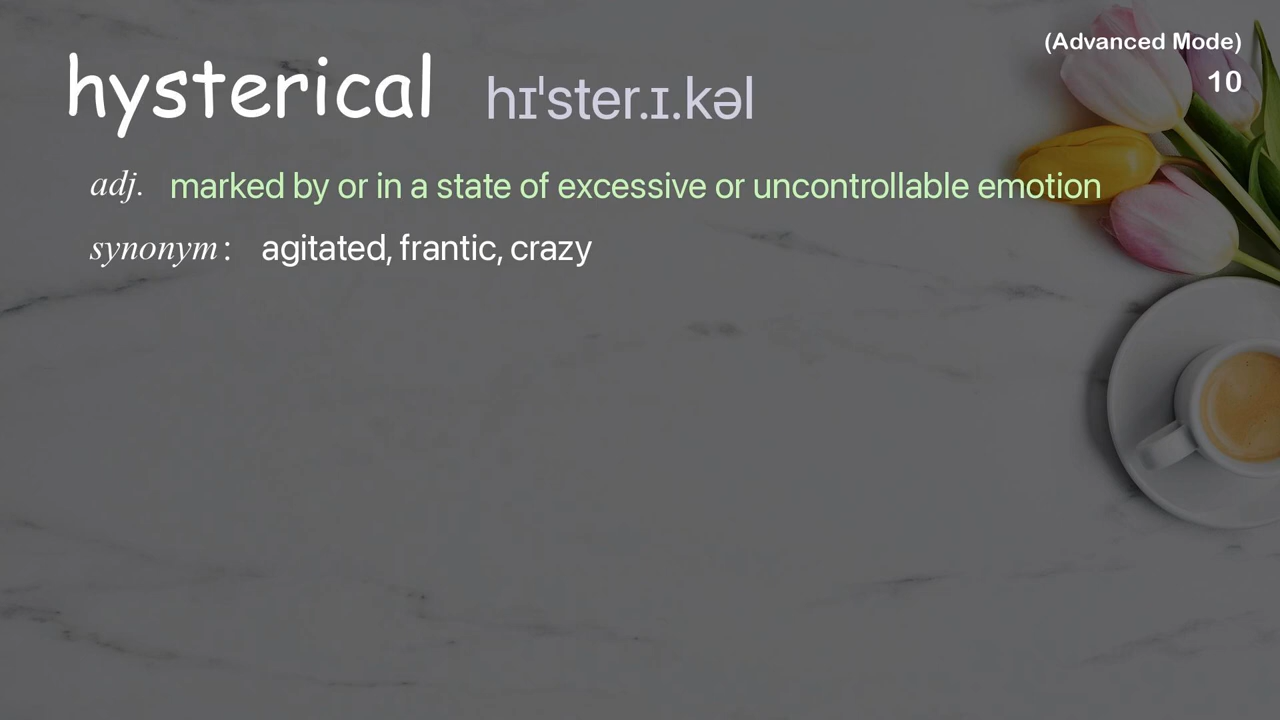 (Advanced Mode)
10
hysterical hɪˈster.ɪ.kəl
adj. marked by or in a state of excessive or uncontrollable emotion
synonym: agitated, frantic, crazy